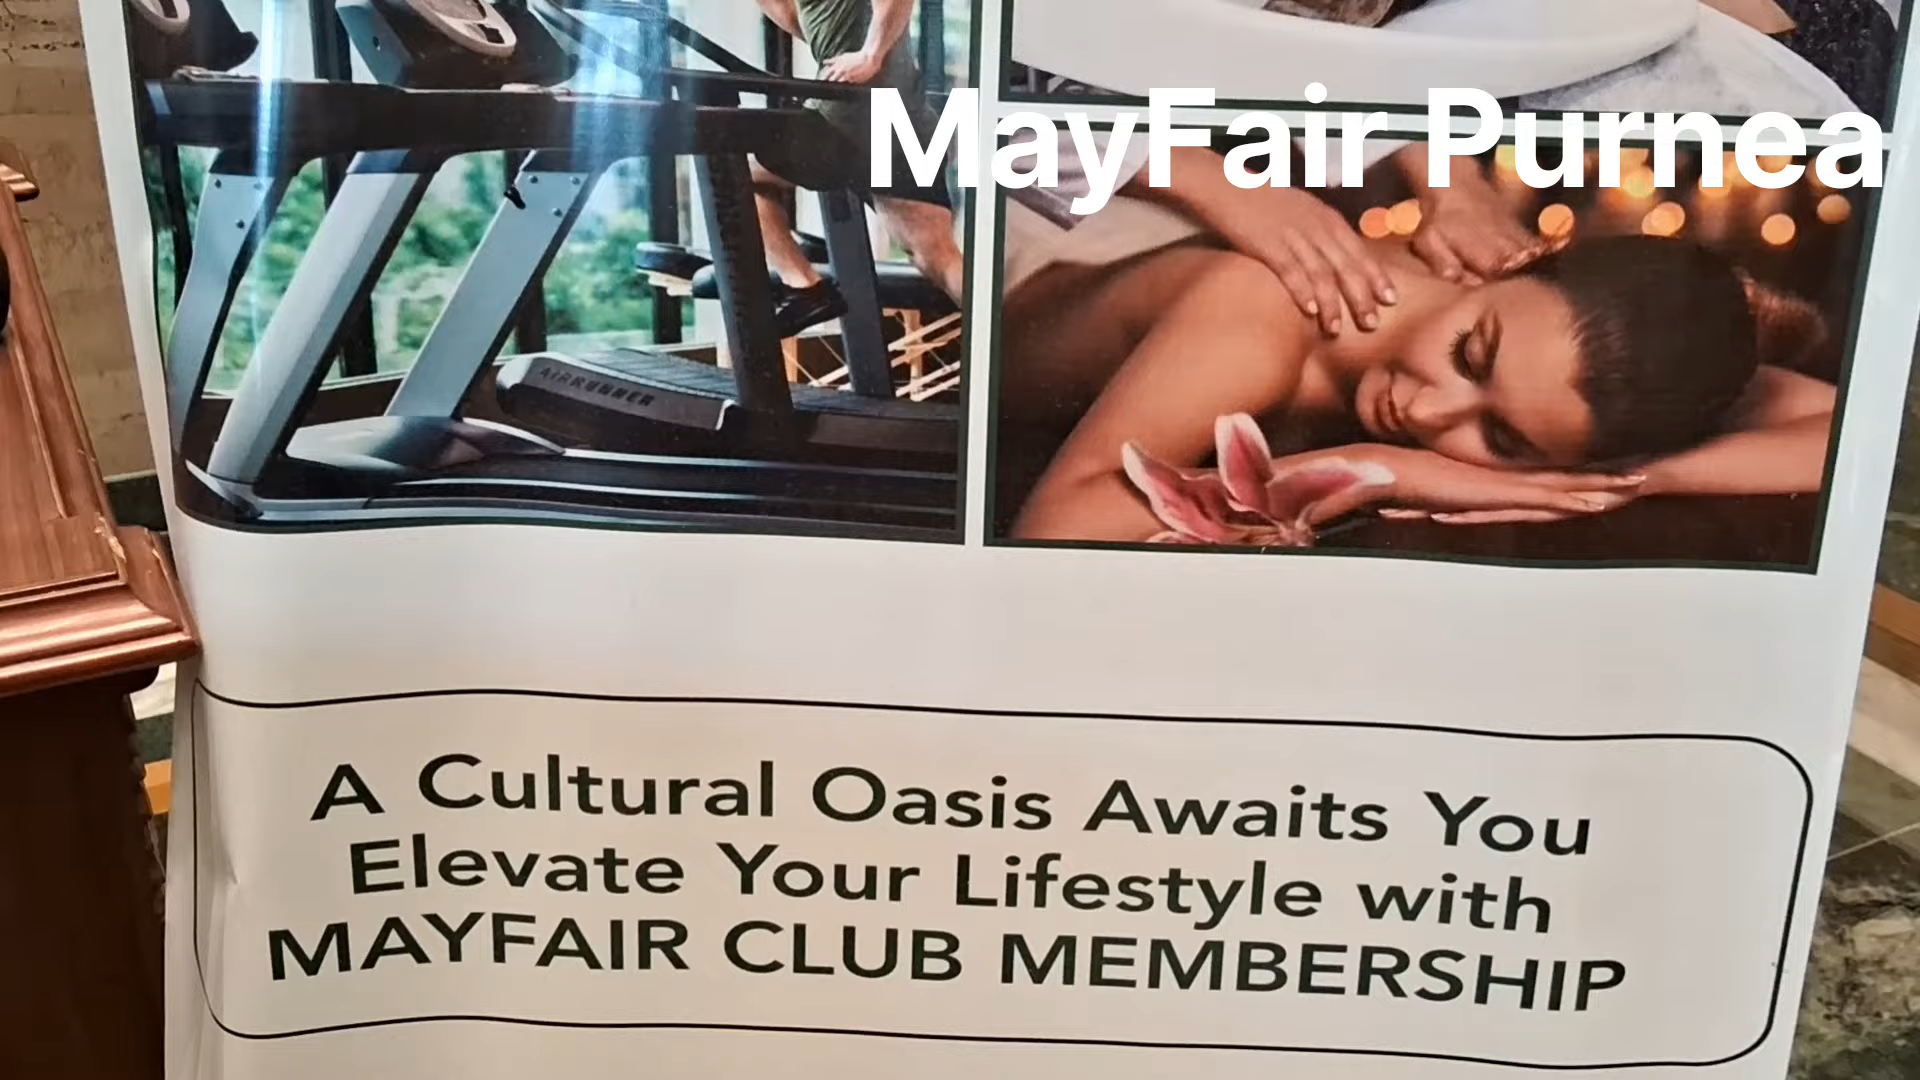 MayFair Purnea
AIRRUNNER
A Cultural Oasis Awaits You
Elevate Your Lifestyle with
MAYFAIR CLUB MEMBERSHIP